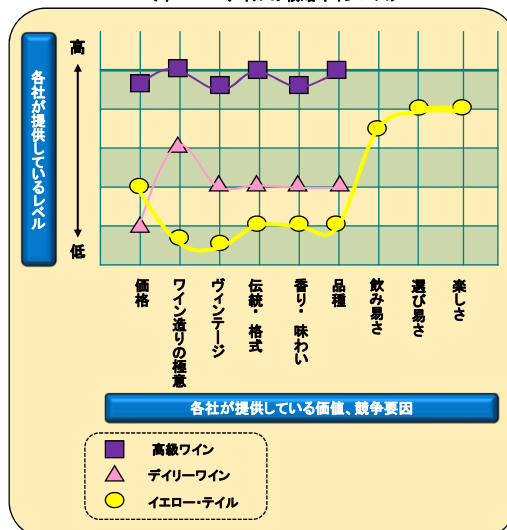 高
各社が提供しているレベル
低
価格
ワイン造りの極意
ヴィンテージ
伝統・格式
香り・味わい
品種
飲み易さ
選び易さ
楽しさ
各社が提供している価値、競争要因
高級ワイン
デイリーワイン
イエロー・テイル